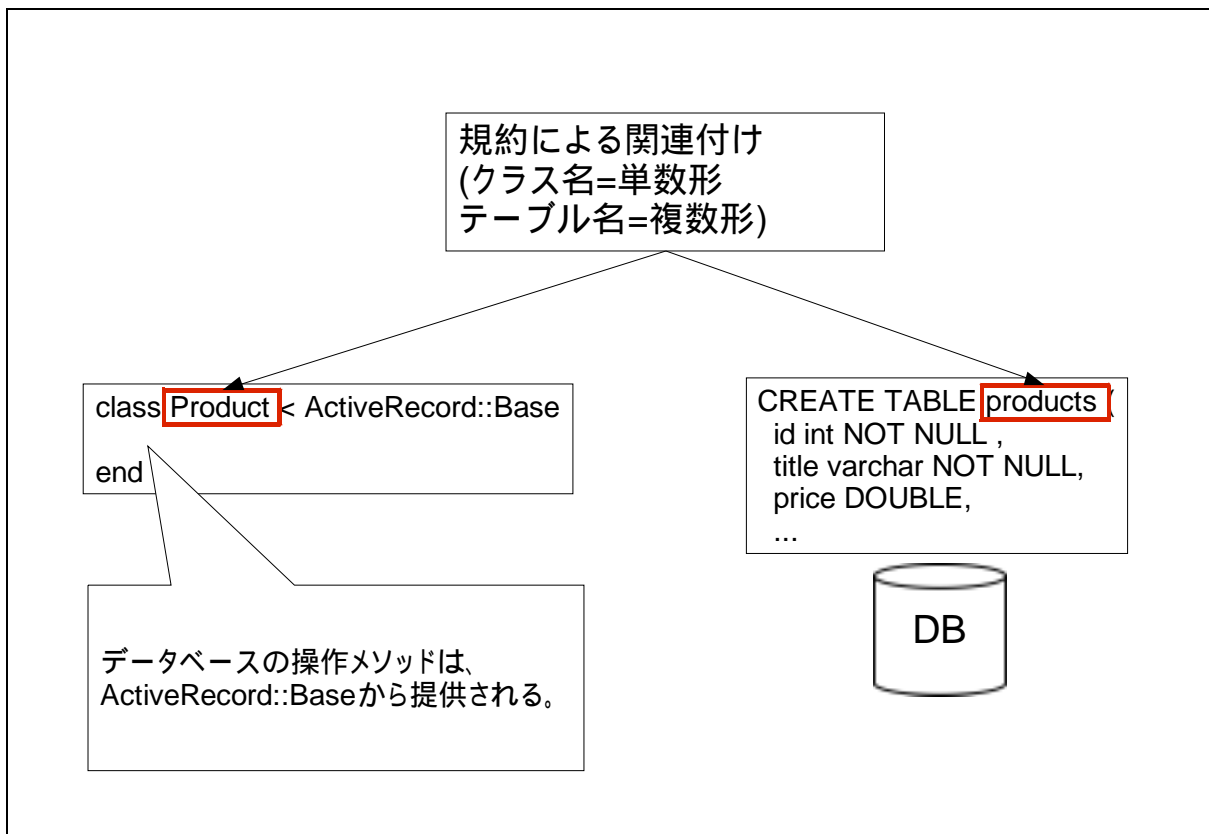 規約による関連付け
(クラス名=単数形
テーブル名=複数形)
class Product < ActiveRecord::Base
end
CREATE TABLE products (
id int NOT NULL ,
title varchar NOT NULL,
price DOUBLE,
...
DB
データベースの操作メソッドは、
ActiveRecord::Baseから提供される。